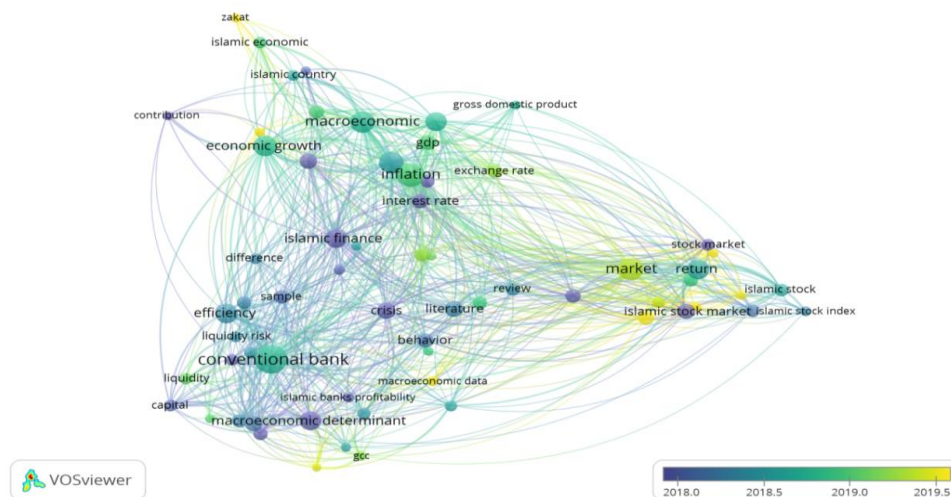 zakat
islamic economic
islamic country
gross domestic product
contribution
macroeconomic
gdp
economic growth
exchange rate
inflation
interest rate
islamic finance
stock market
difference
market
return
islamic stock
review
sample
efficiency
crisis
literature
islamic stock market
islamic stock index
liquidity risk
behavior
conventional bank
liquidity
macroeconomic data
islamic banks profitability
capital
macroeconomic determinant
gcc
VOSviewer
2018.0 2018.5 2019.0 2019.5